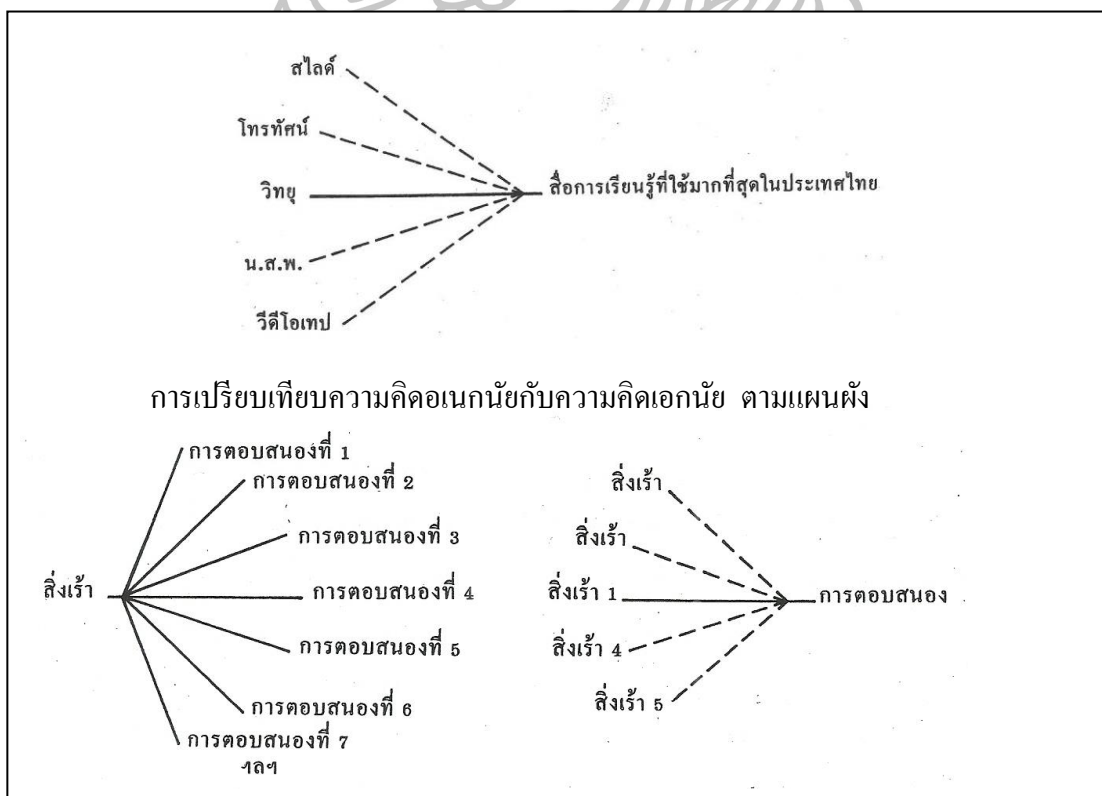 สไลด์
โทรทัศน์
วิทยุ
น.ส.พ.
วีดีโอเทป
สื่อการเรียนรู้ที่ใช้มากที่สุดในประเทศไทย
การเปรียบเทียบความคิดอเนกนัยกับความคิดเอกนัย ตามแผนผัง
สิ่งเร้า
การตอบสนองที่ 1
การตอบสนองที่ 2
การตอบสนองที่ 3
การตอบสนองที่ 4
การตอบสนองที่ 5
การตอบสนองที่ 6
การตอบสนองที่ 7
ฯลฯ
สิ่งเร้า
สิ่งเร้า
สิ่งเร้า 1
สิ่งเร้า 4
สิ่งเร้า 5
การตอบสนอง